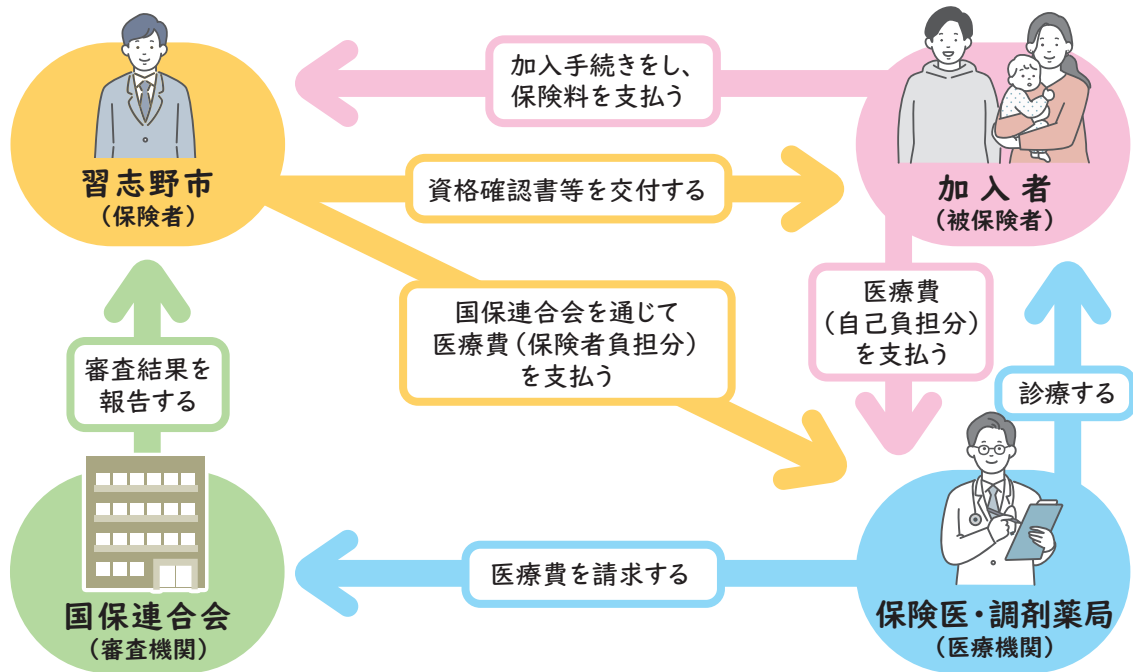 加入手続きをし、
保険料を支払う
習志野市
（保険者）
資格確認書等を交付する
加入者
（被保険者）
国保連合会を通じて
医療費（保険者負担分）
を支払う
医療費
（自己負担分）
を支払う
審査結果を
報告する
診療する
医療費を請求する
国保連合会
（審査機関）
保険医・調剤薬局
（医療機関）